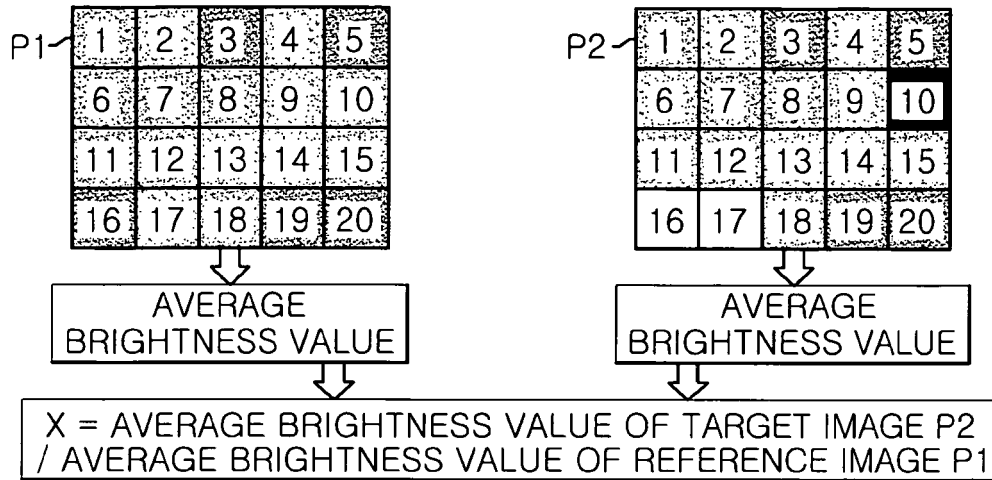 P1 1 2 3 4 5
6 7 8 9 10
11 12 13 14 15
16 17 18 19 20
P2 1 2 3 4 5
6 7 8 9 10
11 12 13 14 15
16 17 18 19 20
AVERAGE
BRIGHTNESS VALUE
AVERAGE
BRIGHTNESS VALUE
X = AVERAGE BRIGHTNESS VALUE OF TARGET IMAGE P2
/ AVERAGE BRIGHTNESS VALUE OF REFERENCE IMAGE P1